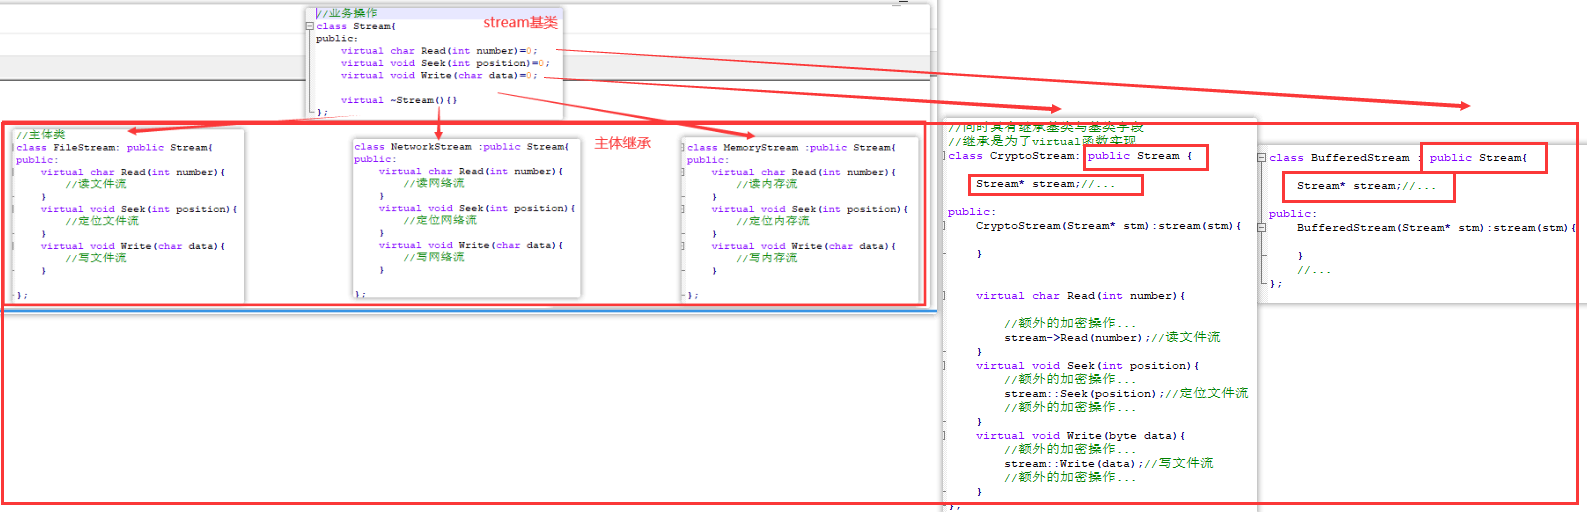 //业务操作
class Stream{
public:
virtual char Read(int number)=0;
virtual void Seek(int position)=0;
virtual void Write(char data)=0;
virtual ~Stream(){}
};
stream基类
//主体类
class FileStream: public Stream{
public:
virtual char Read(int number){
//读文件流
}
virtual void Seek(int position){
//定位文件流
}
virtual void Write(char data){
//写文件流
}
};
class NetworkStream :public Stream{
public:
virtual char Read(int number){
//读网络流
}
virtual void Seek(int position){
//定位网络流
}
virtual void Write(char data){
//写网络流
}
};
主体继承
class MemoryStream :public Stream{
public:
virtual char Read(int number){
//读内存流
}
virtual void Seek(int position){
//定位内存流
}
virtual void Write(char data){
//写内存流
}
};
//同时具有继承基类与基类字段
//继承是为了virtual函数实现
class CryptoStream: public Stream {
Stream* stream;//...
public:
CryptoStream(Stream* stm):stream(stm){
}
virtual char Read(int number){
//额外的加密操作...
stream->Read(number);//读文件流
}
virtual void Seek(int position){
//额外的加密操作...
stream::Seek(position);//定位文件流
//额外的加密操作...
}
virtual void Write(byte data){
//额外的加密操作...
stream::Write(data);//写文件流
//额外的加密操作...
}
};
class BufferedStream : public Stream{
Stream* stream;//...
public:
BufferedStream(Stream* stm):stream(stm){
}
//...
};